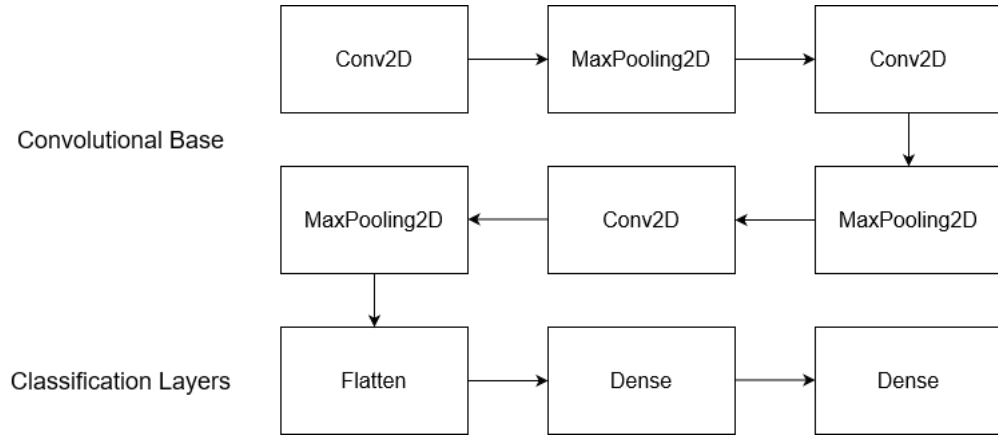 Conv2D
MaxPooling2D
Conv2D
Convolutional Base
MaxPooling2D
Conv2D
MaxPooling2D
Classification Layers
Flatten
Dense
Dense